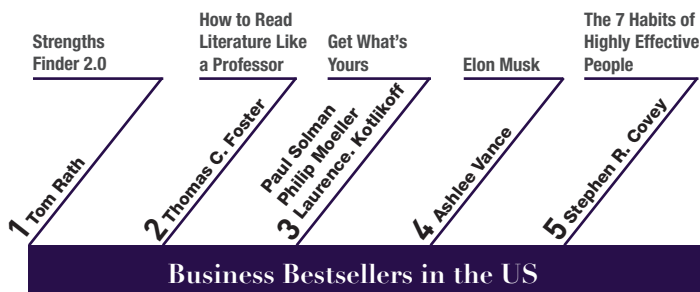 Strengths
Finder 2.0
1 Tom Rath
How to Read
Literature Like
a Professor
2 Thomas C. Foster
Get What's
Yours
Paul Solman
Philip Moeller
3 Laurence. Kotlikoff
Elon Musk
4 Ashlee Vance
The 7 Habits of
Highly Effective
People
5 Stephen R. Covey
Business Bestsellers in the US